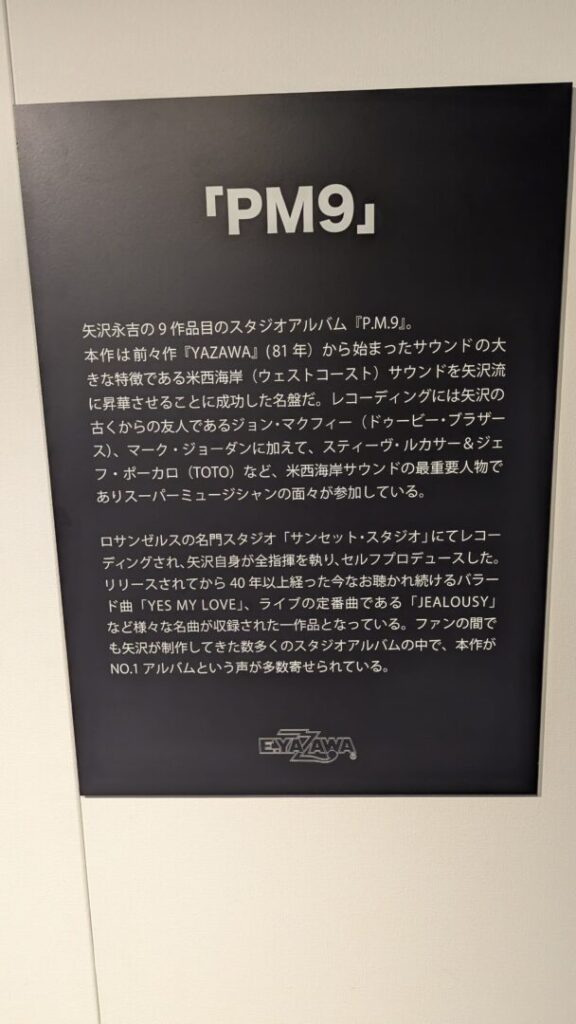 「PM9」
矢沢永吉の9作品目のスタジオアルバム『P.M.9』。
本作は前々作『YAZAWA』(81年）から始まったサウンドの大
きな特徴である米西海岸（ウェストコースト）サウンドを矢沢流
に昇華させることに成功した名盤だ。レコーディングには矢沢の
古くからの友人であるジョン・マクフィー（ドゥービー・ブラザー
ス)、マーク・ジョーダンに加えて、スティーヴ・ルカサー＆ジェ
フ・ポーカロ（TOTO）など、米西海岸サウンドの最重要人物で
ありスーパーミュージシャンの面々が参加している。
ロサンゼルスの名門スタジオ「サンセット・スタジオ」にてレコー
ディングされ、矢沢自身が全指揮を執り、セルフプロデュースした。
リリースされてから40年以上経った今なお聴かれ続けるバラー
ド曲「YES MY LOVE」、ライブの定番曲である「JEALOUSY」
など様々な名曲が収録された一作品となっている。ファンの間で
も矢沢が制作してきた数多くのスタジオアルバムの中で、本作が
NO.1アルバムという声が多数寄せられている。
E.YAZAWA®